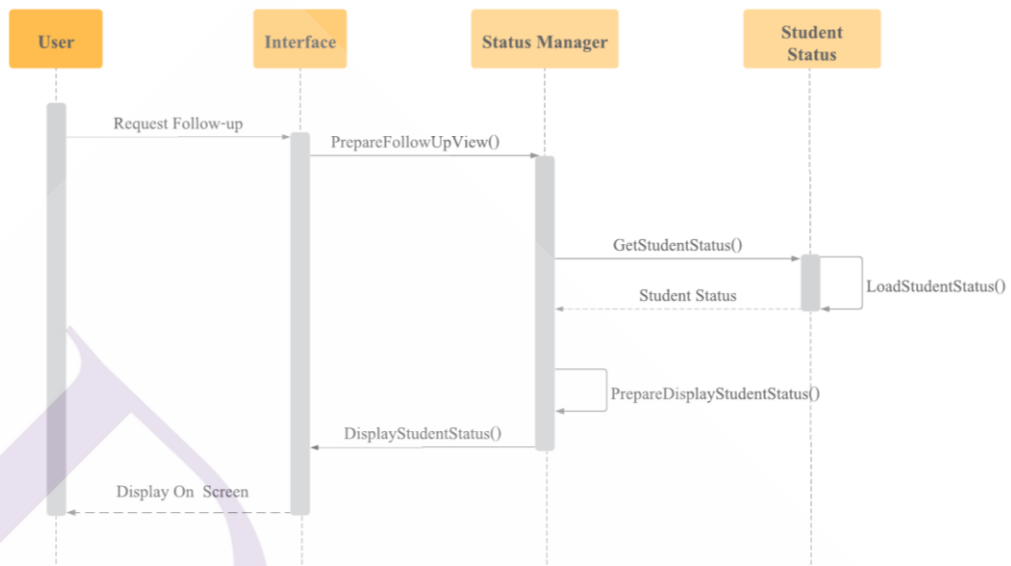 User
Interface
Status Manager
Student
Status
Request Follow-up
PrepareFollowUpView()
GetStudentStatus()
LoadStudentStatus()
Student Status
PrepareDisplayStudentStatus()
DisplayStudentStatus()
Display On Screen